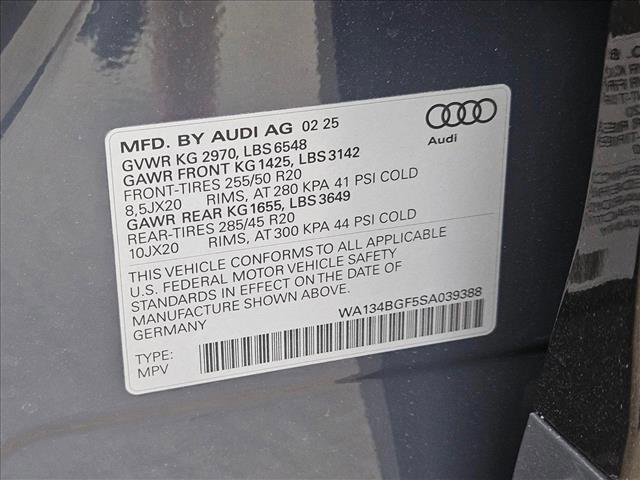 MFD. BY AUDI AG 02 25
GVWR KG 2970, LBS 6548
GAWR FRONT KG 1425, LBS 3142
FRONT-TIRES 255/50 R20
8,5JX20 RIMS, AT 280 KPA 41 PSI COLD
GAWR REAR KG 1655, LBS 3649
REAR-TIRES 285/45 R20
10JX20 RIMS, AT 300 KPA 44 PSI COLD
THIS VEHICLE CONFORMS TO ALL APPLICABLE
U.S. FEDERAL MOTOR VEHICLE SAFETY
STANDARDS IN EFFECT ON THE DATE OF
MANUFACTURE SHOWN ABOVE.
GERMANY
WA134BGF5SA039388
TYPE:
MPV
Audi